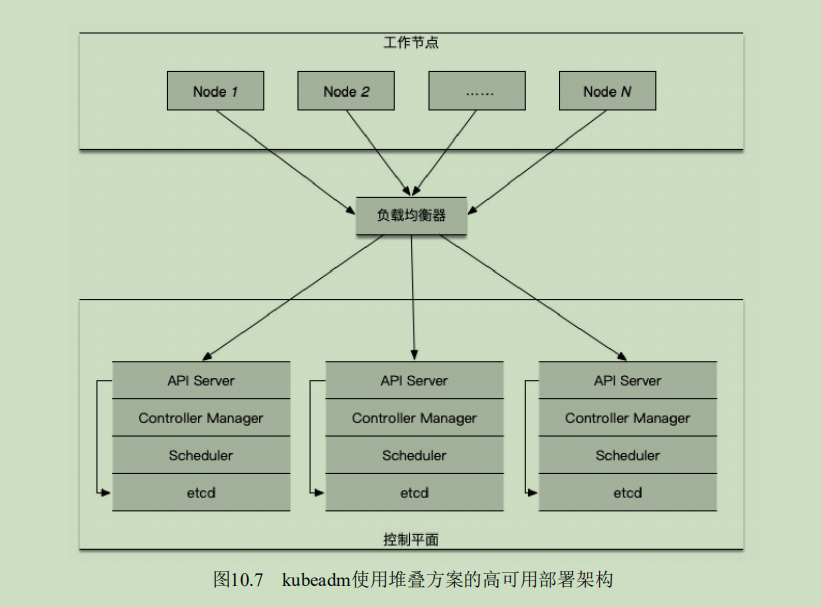 工作节点
Node 1
Node 2
……
Node N
负载均衡器
API Server
Controller Manager
Scheduler
etcd
API Server
Controller Manager
Scheduler
etcd
API Server
Controller Manager
Scheduler
etcd
控制平面
图10.7 kubeadm使用堆叠方案的高可用部署架构